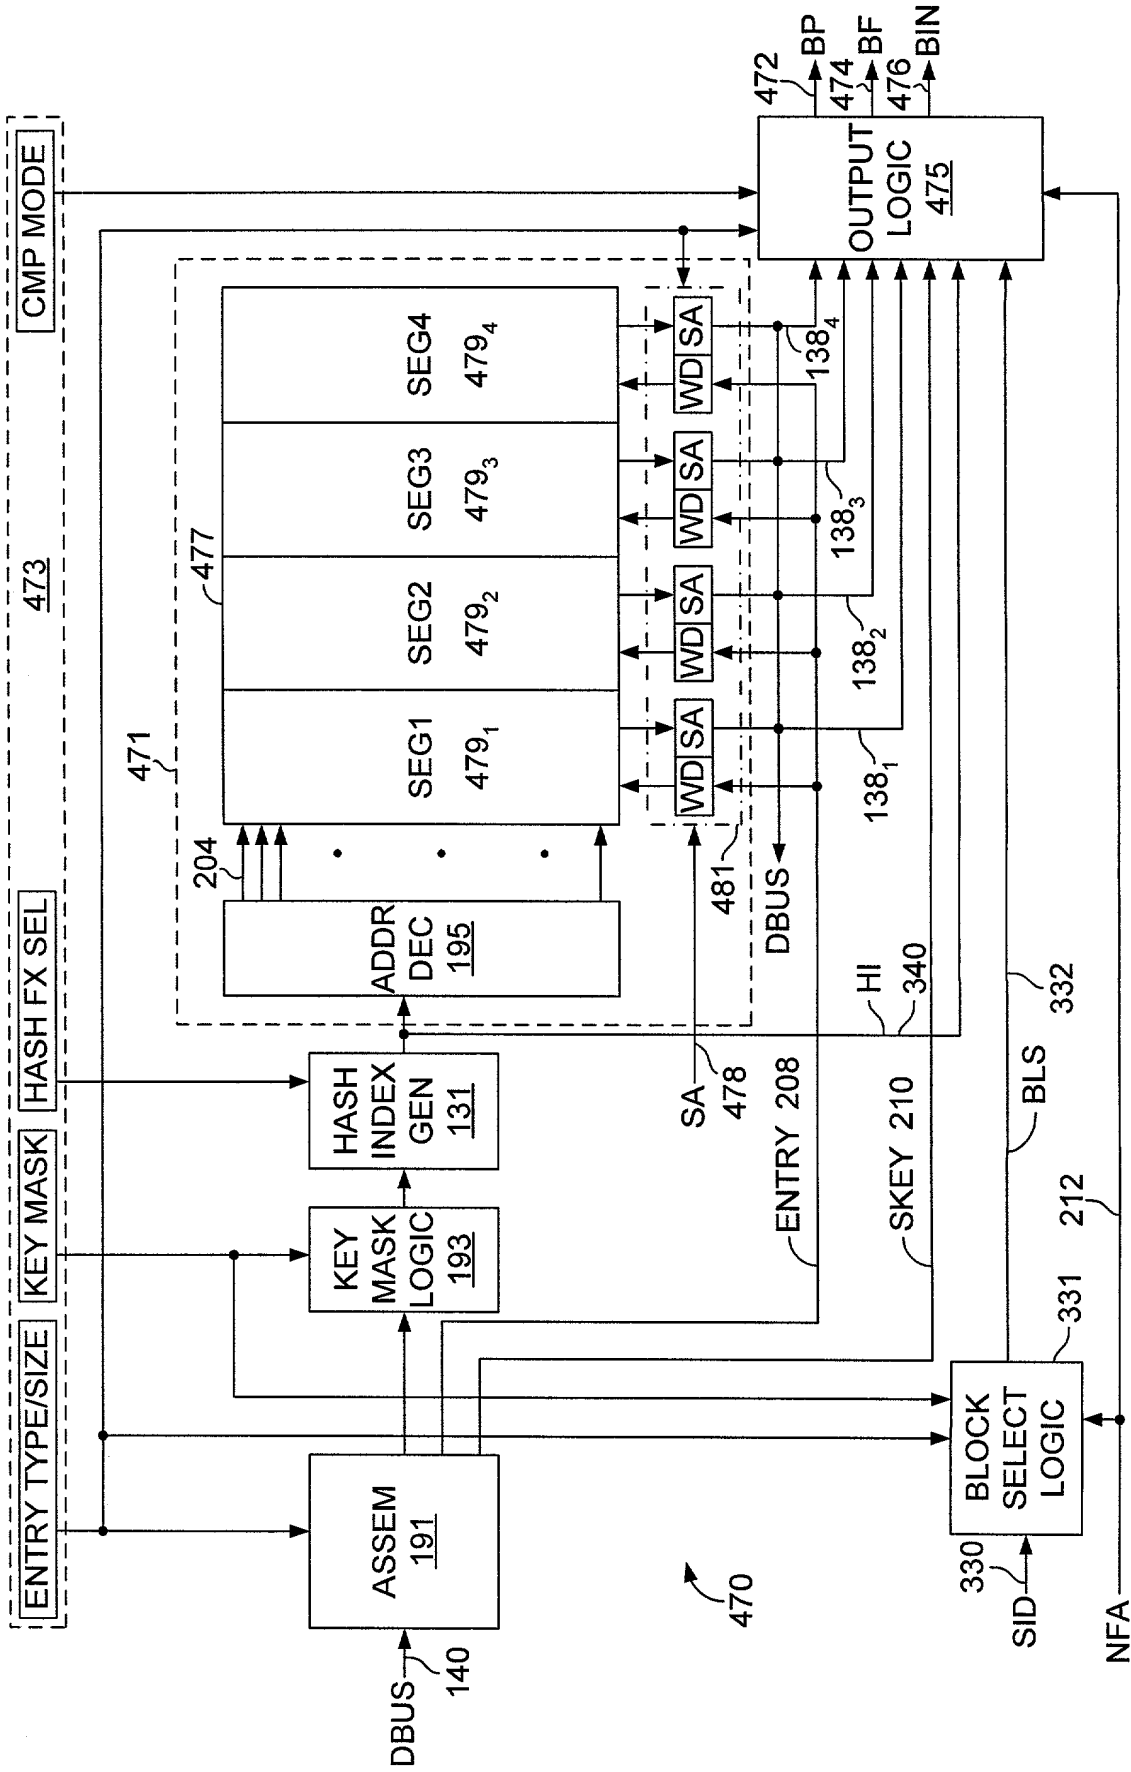 473
ENTRY TYPE/SIZE
KEY MASK
HASH FX SEL
CMP MODE
471
477
204
SEG1
479₁
SEG2
479₂
SEG3
479₃
SEG4
479₄
DBUS
140
ASSEM
191
KEY
MASK
LOGIC
193
HASH
INDEX
GEN
131
ADDR
DEC
195
SA
478
481
WD SA
WD SA
WD SA
WD SA
DBUS
138₁
138₂
138₃
138₄
ENTRY 208
HI
340
SKEY 210
470
SID
330
BLOCK
SELECT
LOGIC
331
BLS
332
NFA
212
OUTPUT
LOGIC
475
472
BP
474
BF
476
BIN